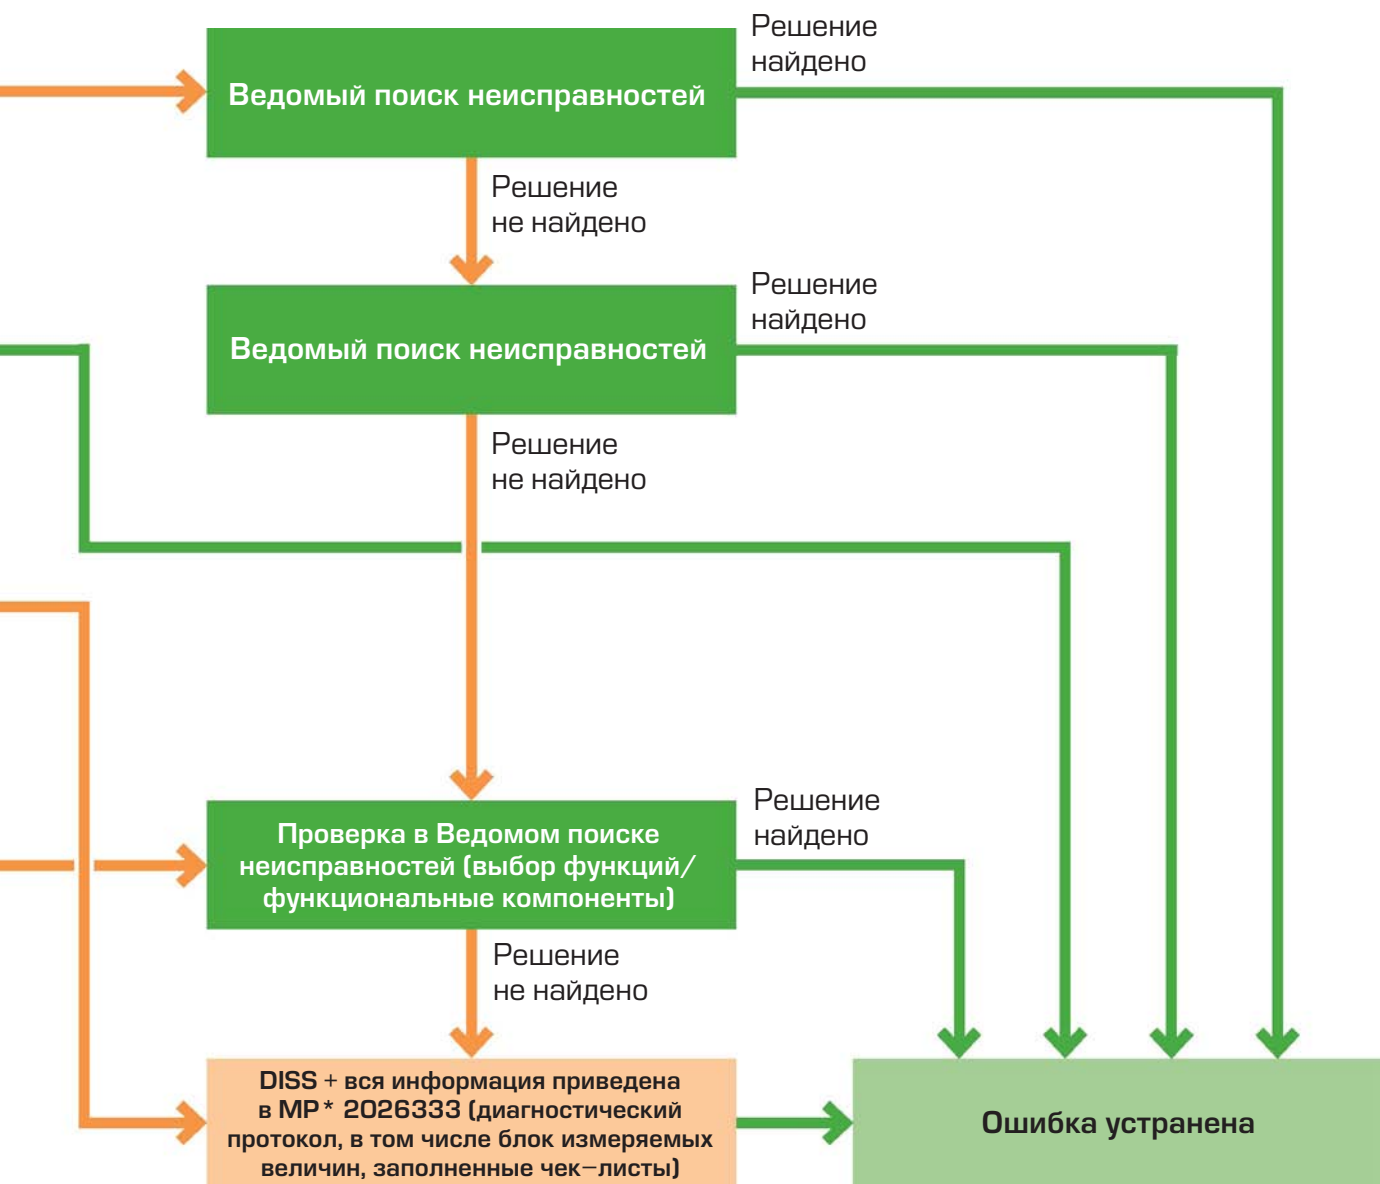 Решение
найдено
Ведомый поиск неисправностей
Решение
не найдено
Решение
найдено
Ведомый поиск неисправностей
Решение
не найдено
Решение
найдено
Проверка в Ведомом поиске
неисправностей (выбор функций/
функциональные компоненты)
Решение
не найдено
DISS + вся информация приведена
в MP* 2026333 (диагностический
протокол, в том числе блок измеряемых
величин, заполненные чек–листы)
Ошибка устранена